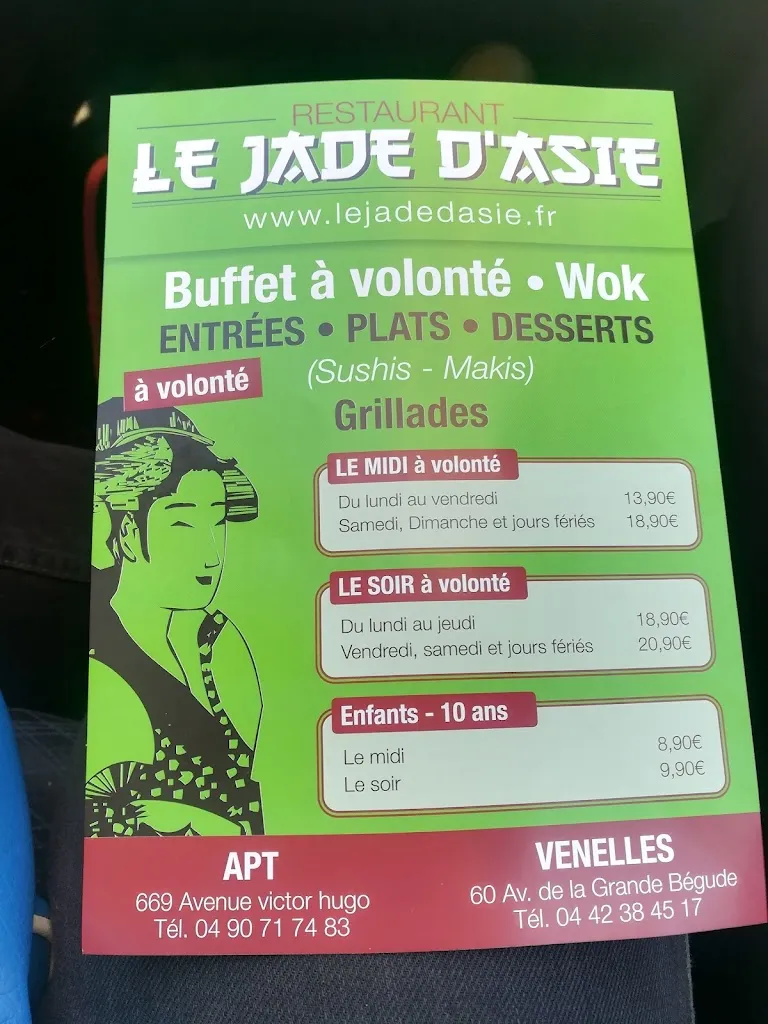 RESTAURANT
LE JADE D'ASIE
www.lejadedasie.fr
Buffet à volonté • Wok
ENTRÉES • PLATS • DESSERTS
(Sushis - Makis)
à volonté
Grillades
LE MIDI à volonté
Du lundi au vendredi 13,90€
Samedi, Dimanche et jours fériés 18,90€
LE SOIR à volonté
Du lundi au jeudi 18,90€
Vendredi, samedi et jours fériés 20,90€
Enfants - 10 ans
Le midi 8,90€
Le soir 9,90€
APT
669 Avenue victor hugo
Tél. 04 90 71 74 83
VENELLES
60 Av. de la Grande Bégude
Tél. 04 42 38 45 17